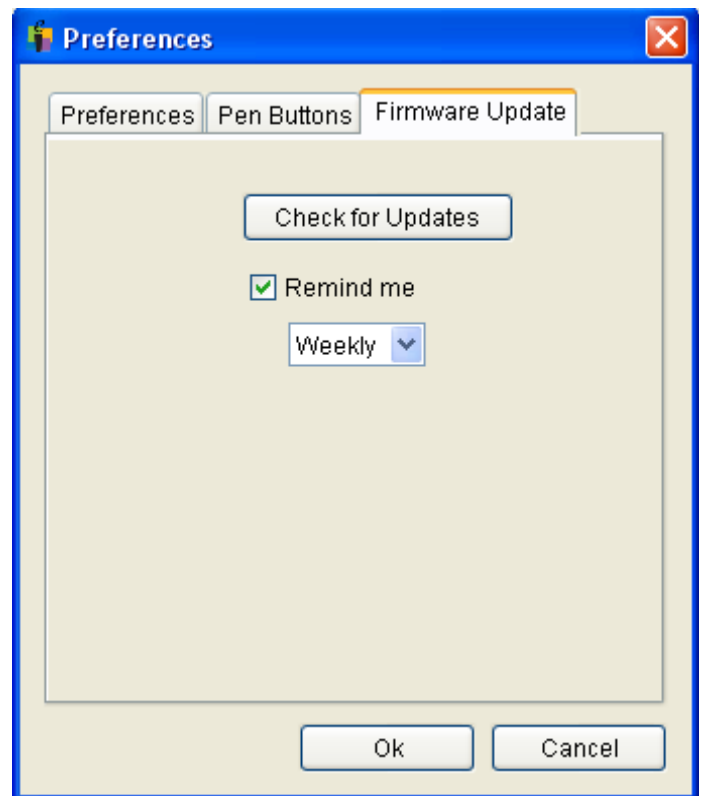 Preferences
Preferences Pen Buttons Firmware Update
Check for Updates
Remind me
Weekly
Ok Cancel